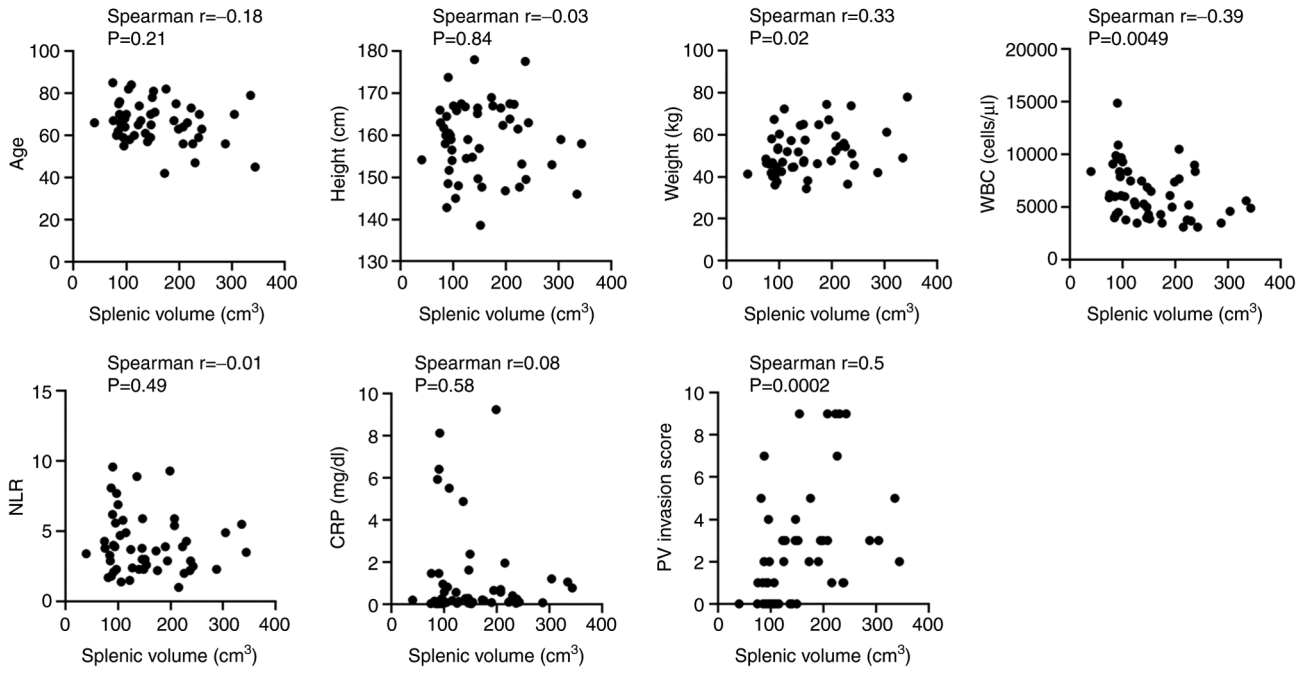 Spearman r=−0.18
P=0.21
100
80
60
40
20
0
Age
0 100 200 300 400
Splenic volume (cm³)
Spearman r=−0.03
P=0.84
180
170
160
150
140
130
Height (cm)
0 100 200 300 400
Splenic volume (cm³)
Spearman r=0.33
P=0.02
100
80
60
40
20
0
Weight (kg)
0 100 200 300 400
Splenic volume (cm³)
Spearman r=−0.39
P=0.0049
20000
15000
10000
5000
0
WBC (cells/µl)
0 100 200 300 400
Splenic volume (cm³)
Spearman r=−0.01
P=0.49
15
10
5
0
NLR
0 100 200 300 400
Splenic volume (cm³)
Spearman r=0.08
P=0.58
10
8
6
4
2
0
CRP (mg/dl)
0 100 200 300 400
Splenic volume (cm³)
Spearman r=0.5
P=0.0002
10
8
6
4
2
0
PV invasion score
0 100 200 300 400
Splenic volume (cm³)